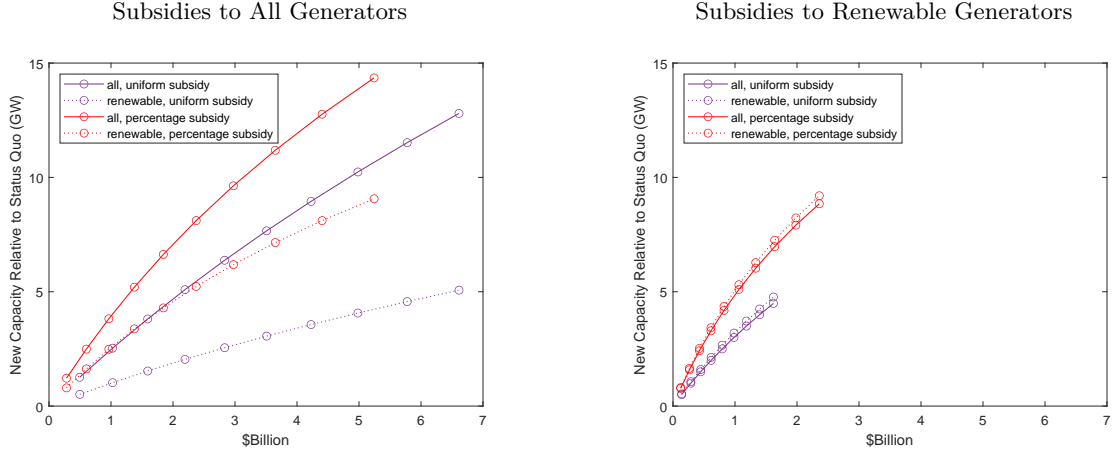 Subsidies to All Generators
New Capacity Relative to Status Quo (GW)
15
10
5
0
all, uniform subsidy
renewable, uniform subsidy
all, percentage subsidy
renewable, percentage subsidy
0 1 2 3 4 5 6 7
$Billion
Subsidies to Renewable Generators
New Capacity Relative to Status Quo (GW)
15
10
5
0
all, uniform subsidy
renewable, uniform subsidy
all, percentage subsidy
renewable, percentage subsidy
0 1 2 3 4 5 6 7
$Billion